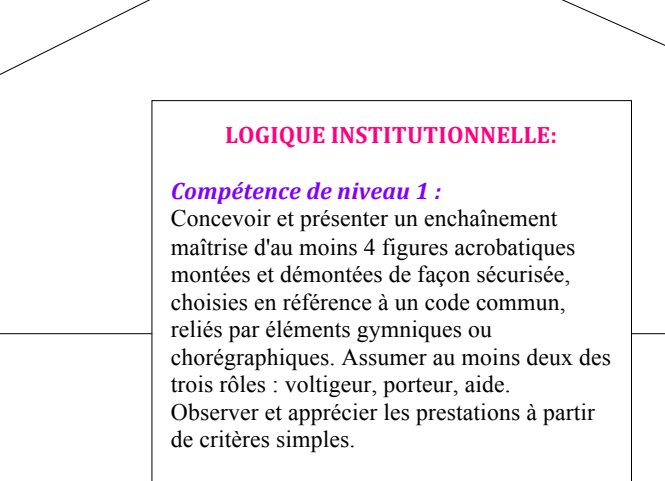 LOGIQUE INSTITUTIONNELLE:
Compétence de niveau 1 :
Concevoir et présenter un enchaînement
maîtrise d'au moins 4 figures acrobatiques
montées et démontées de façon sécurisée,
choisies en référence à un code commun,
reliés par éléments gymniques ou
chorégraphiques. Assumer au moins deux des
trois rôles : voltigeur, porteur, aide.
Observer et apprécier les prestations à partir
de critères simples.